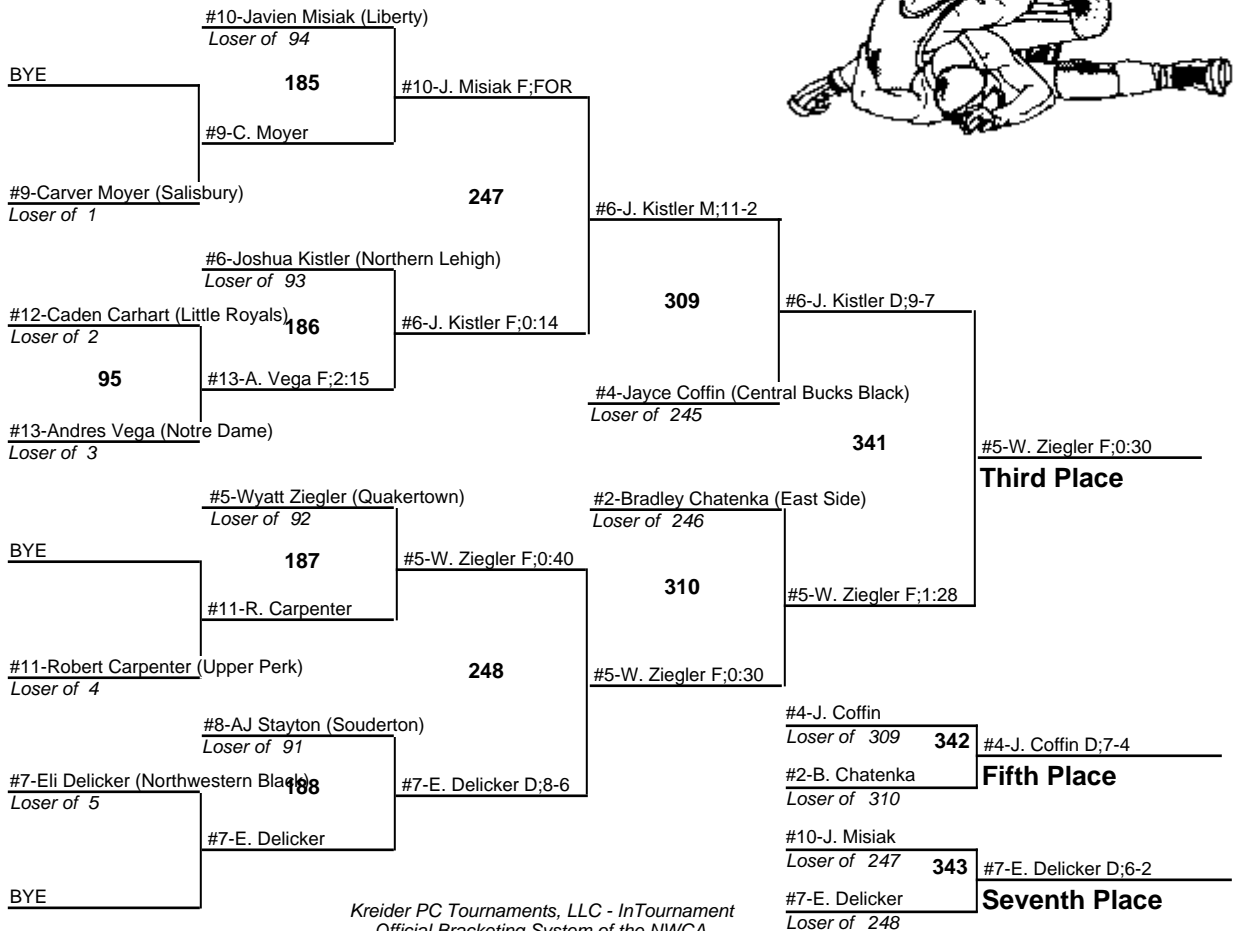 #10-Javien Misiak (Liberty)
Loser of 94
BYE
185
#10-J. Misiak F;FOR
#9-C. Moyer
#9-Carver Moyer (Salisbury)
Loser of 1
247
#6-J. Kistler M;11-2
#6-Joshua Kistler (Northern Lehigh)
Loser of 93
#12-Caden Carhart (Little Royals)
Loser of 2
186
#6-J. Kistler F;0:14
309
#6-J. Kistler D;9-7
95
#13-A. Vega F;2:15
#4-Jayce Coffin (Central Bucks Black)
Loser of 245
#13-Andres Vega (Notre Dame)
Loser of 3
341
#5-W. Ziegler F;0:30
Third Place
#5-Wyatt Ziegler (Quakertown)
Loser of 92
#2-Bradley Chatenka (East Side)
Loser of 246
BYE
187
#5-W. Ziegler F;0:40
310
#5-W. Ziegler F;1:28
#11-R. Carpenter
#11-Robert Carpenter (Upper Perk)
Loser of 4
248
#5-W. Ziegler F;0:30
#8-AJ Stayton (Souderton)
Loser of 91
#7-Eli Delicker (Northwestern Black)
Loser of 5
188
#7-E. Delicker D;8-6
#7-E. Delicker
BYE
#4-J. Coffin
Loser of 309
342
#4-J. Coffin D;7-4
Fifth Place
#2-B. Chatenka
Loser of 310
#10-J. Misiak
Loser of 247
343
#7-E. Delicker D;6-2
Seventh Place
#7-E. Delicker
Loser of 248
Kreider PC Tournaments, LLC - InTournament
Official Bracketing System of the NWCA